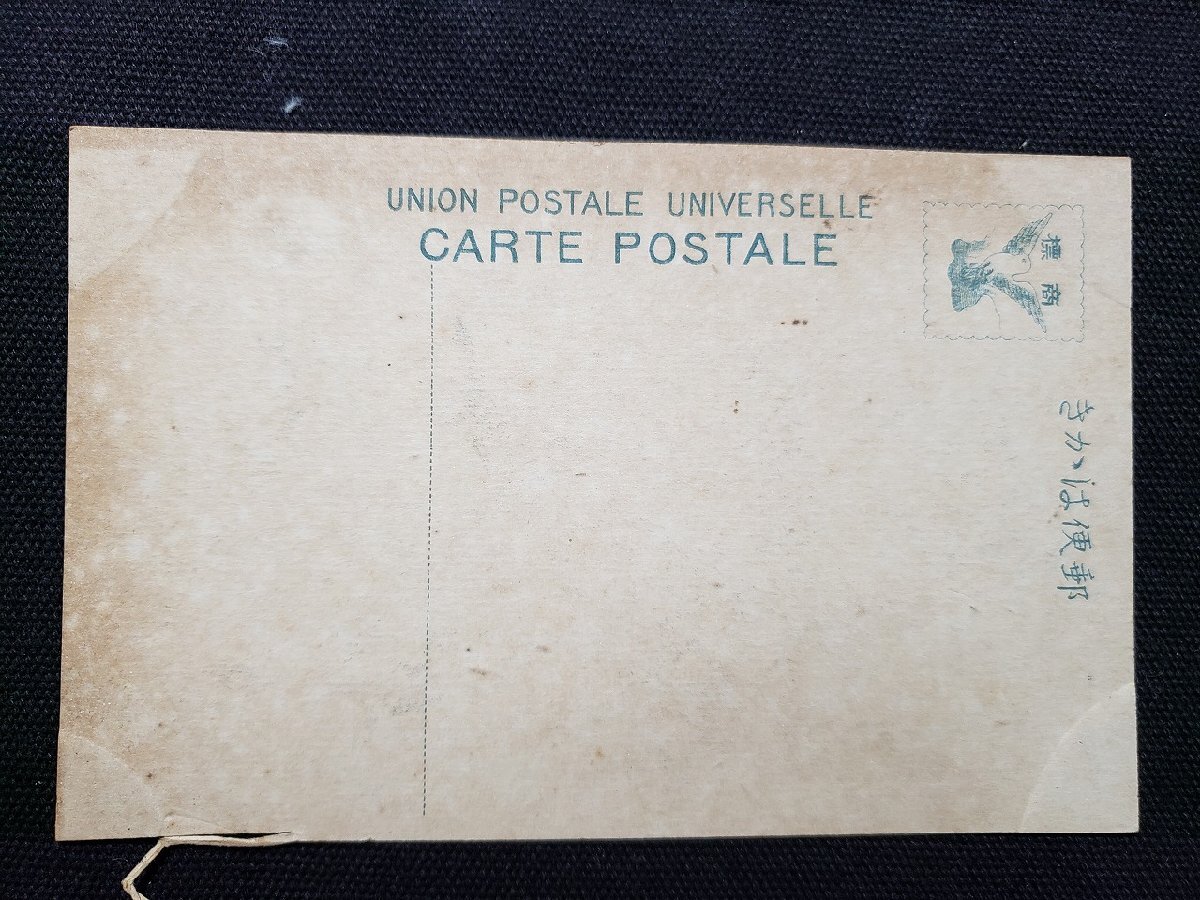 UNION POSTALE UNIVERSELLE
CARTE POSTALE
商標
郵便はかき